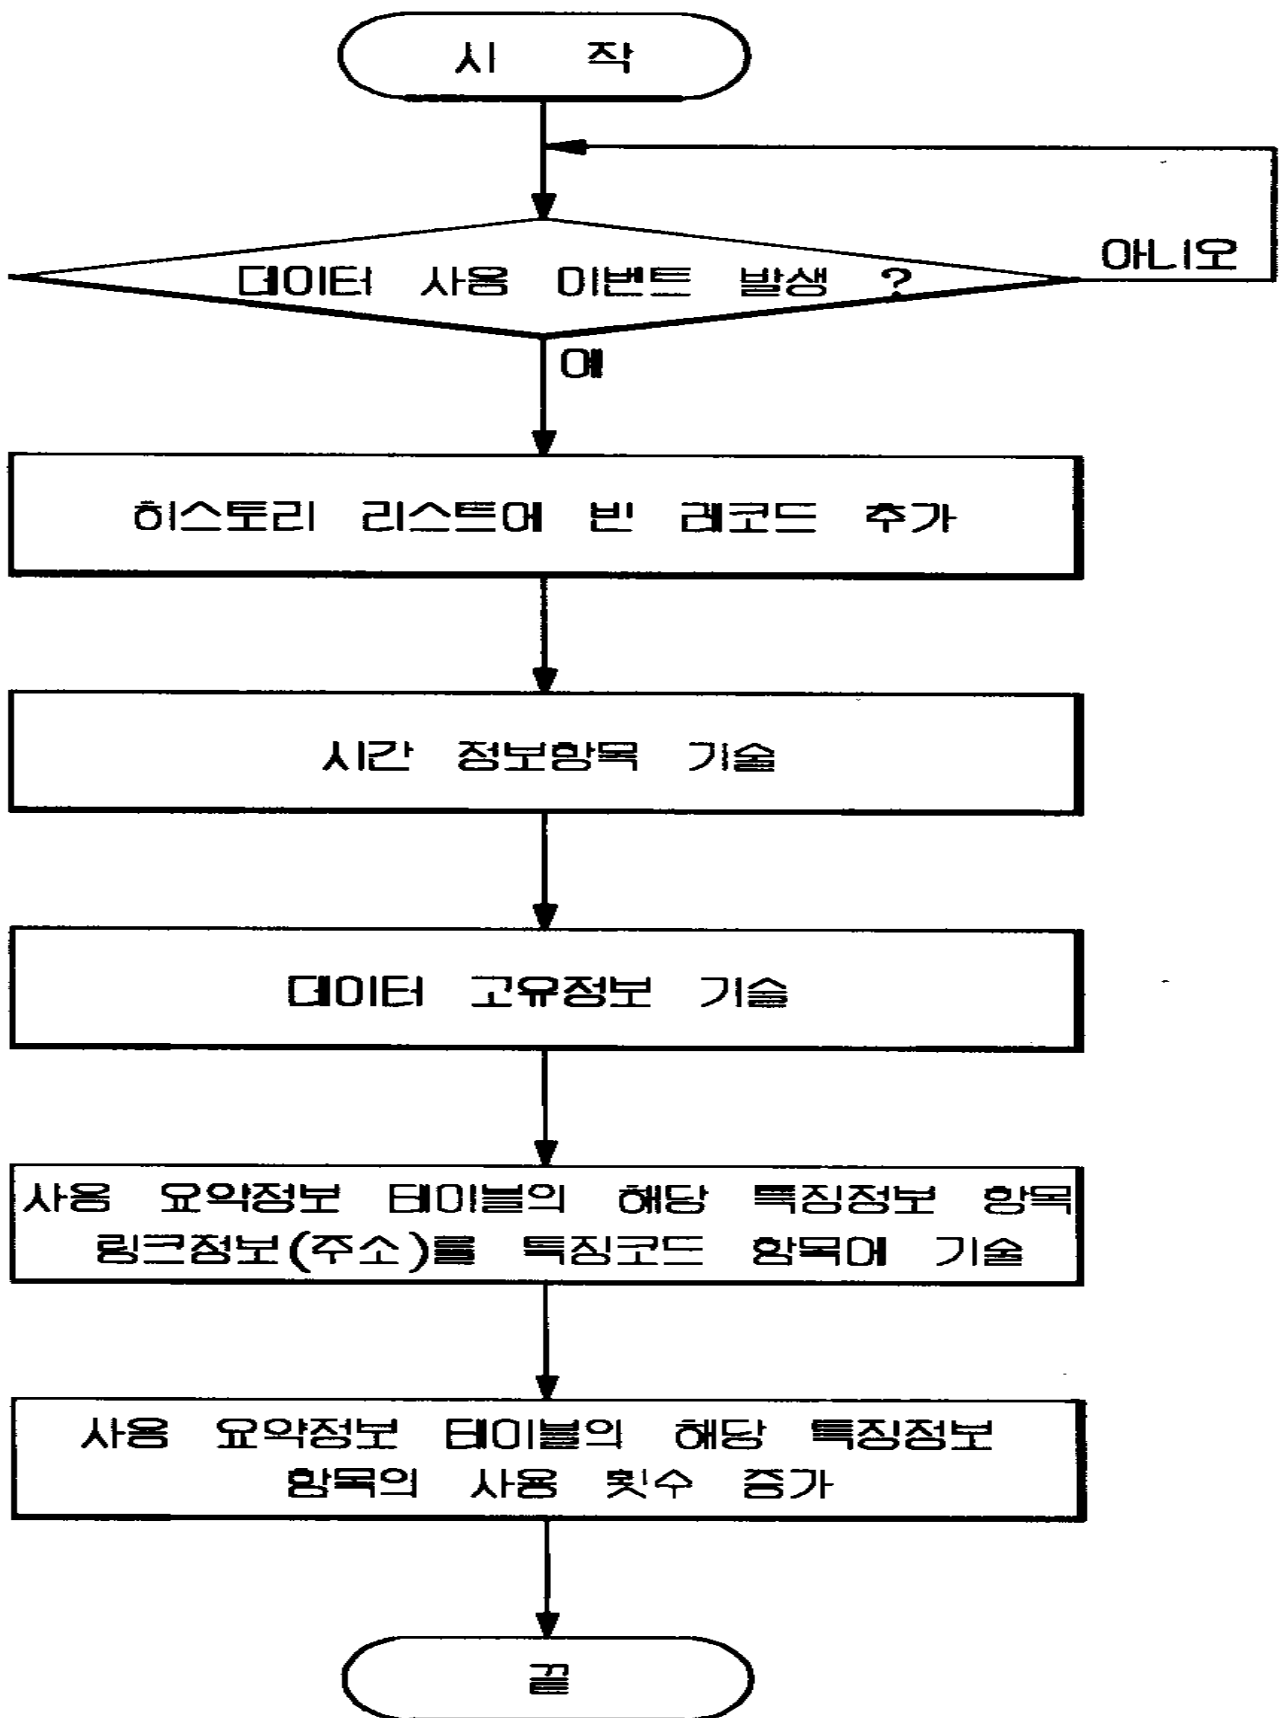 시 작
데이터 사용 이벤트 발생 ?
아니오
예
히스토리 리스트에 빈 레코드 추가
시간 정보항목 기술
데이터 고유정보 기술
사용 요약정보 테이블의 해당 특징정보 항목
링크정보(주소)를 특징코드 항목에 기술
사용 요약정보 테이블의 해당 특징정보
항목의 사용 횟수 증가
끝